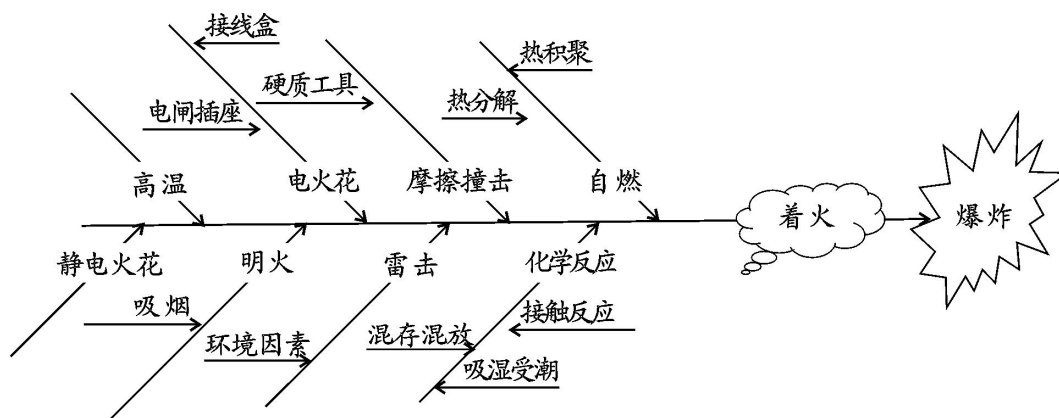 接线盒
热积聚
硬质工具
电闸插座
热分解
高温
电火花
摩擦撞击
自燃
着火
爆炸
静电火花
明火
雷击
化学反应
吸烟
接触反应
环境因素
混存混放
吸湿受潮